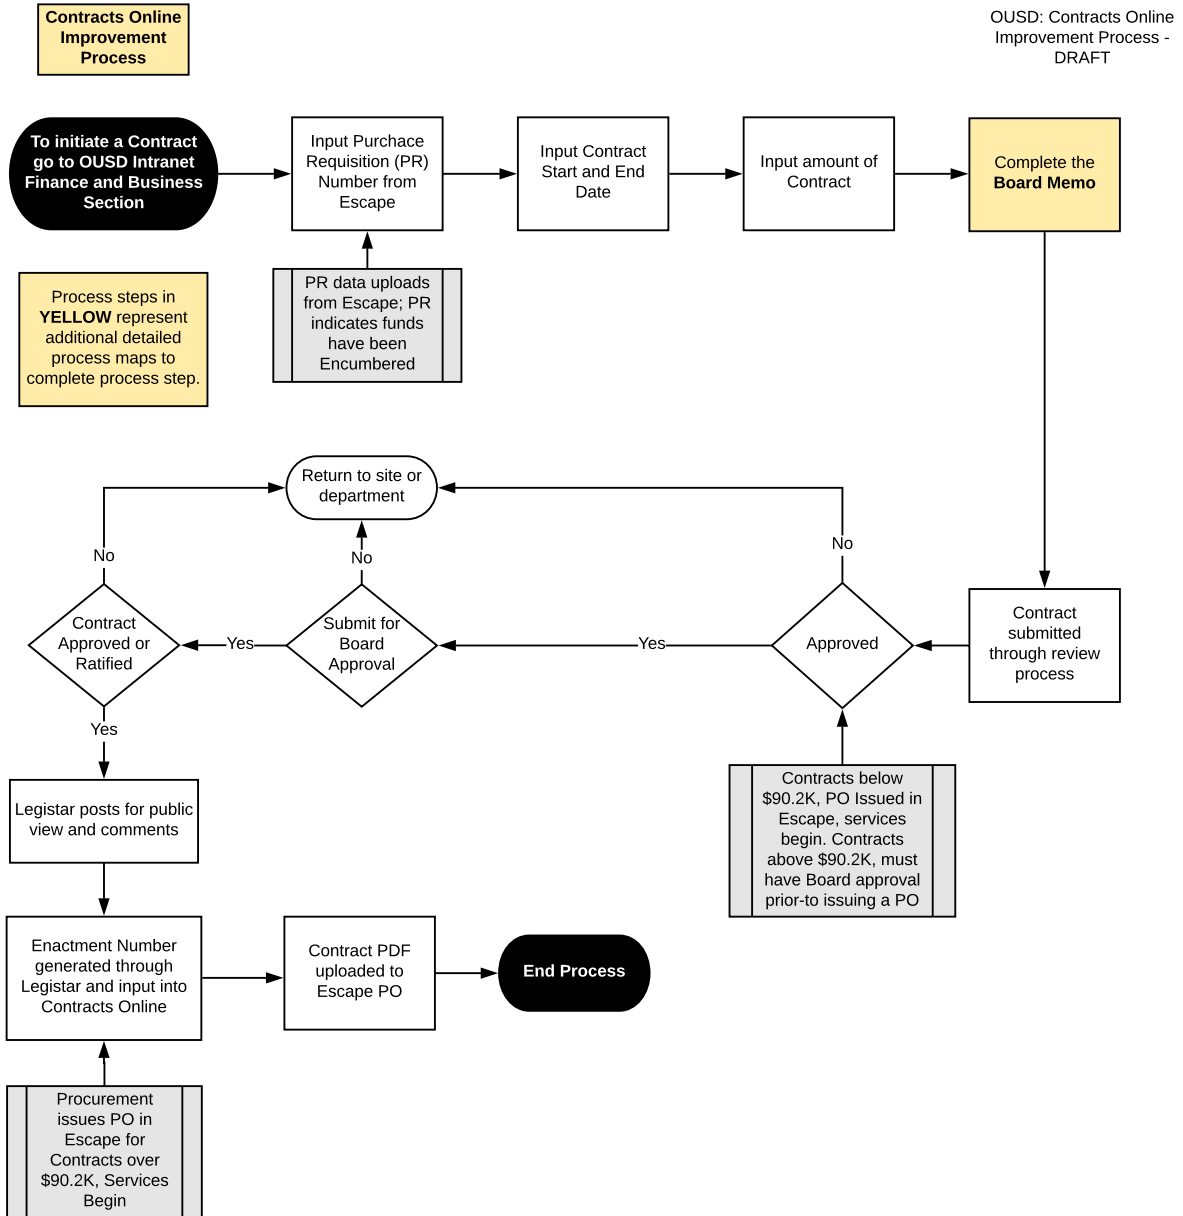 Contracts Online
Improvement
Process
OUSD: Contracts Online
Improvement Process -
DRAFT
To initiate a Contract
go to OUSD Intranet
Finance and Business
Section
Input Purchace
Requisition (PR)
Number from
Escape
Input Contract
Start and End
Date
Input amount of
Contract
Complete the
Board Memo
Process steps in
YELLOW represent
additional detailed
process maps to
complete process step.
PR data uploads
from Escape; PR
indicates funds
have been
Encumbered
Return to site or
department
No
No
No
Contract
Approved or
Ratified
Yes
Submit for
Board
Approval
Yes
Approved
Contract
submitted
through review
process
Yes
Legistar posts for public
view and comments
Contracts below
$90.2K, PO Issued in
Escape, services
begin. Contracts
above $90.2K, must
have Board approval
prior-to issuing a PO
Enactment Number
generated through
Legistar and input into
Contracts Online
Contract PDF
uploaded to
Escape PO
End Process
Procurement
issues PO in
Escape for
Contracts over
$90.2K, Services
Begin